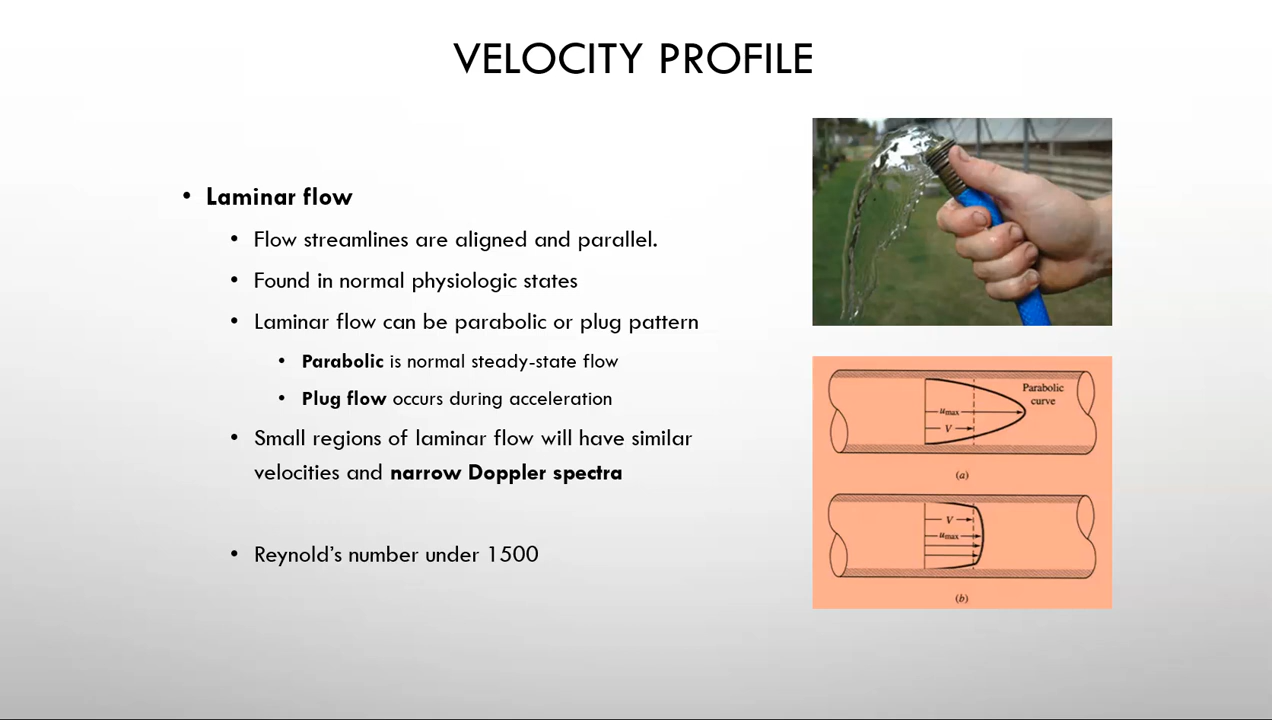 VELOCITY PROFILE
• Laminar flow
• Flow streamlines are aligned and parallel.
• Found in normal physiologic states
• Laminar flow can be parabolic or plug pattern
• Parabolic is normal steady-state flow
• Plug flow occurs during acceleration
• Small regions of laminar flow will have similar
velocities and narrow Doppler spectra
• Reynold's number under 1500
Parabolic
curve
umax
V
(a)
V
umax
(b)